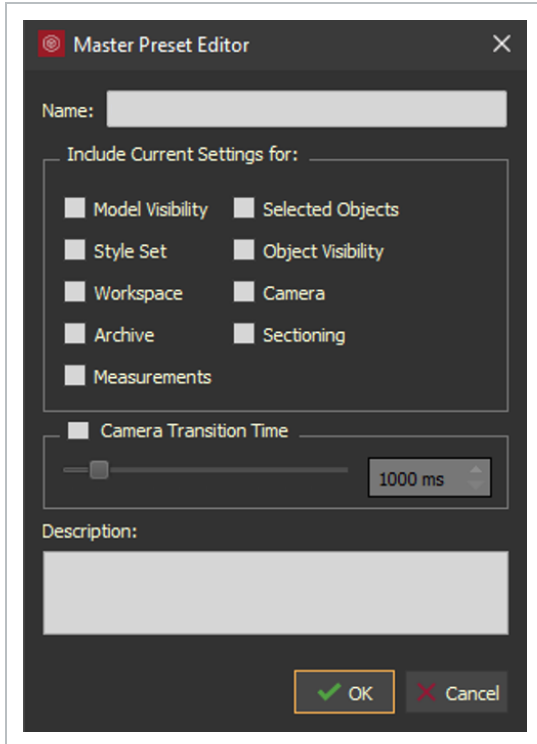 Master Preset Editor
Name:
Include Current Settings for:
Model Visibility Selected Objects
Style Set Object Visibility
Workspace Camera
Archive Sectioning
Measurements
Camera Transition Time
1000 ms
Description:
OK Cancel